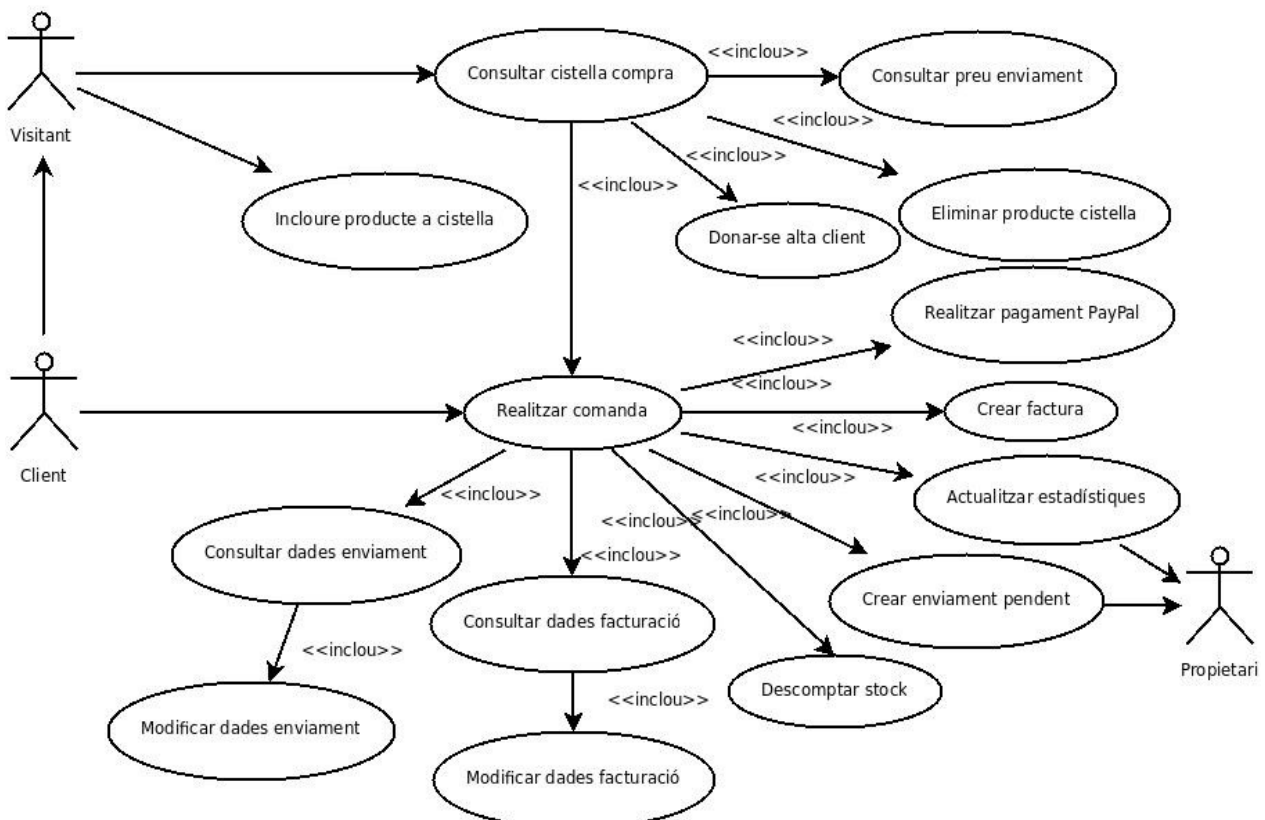 <<inclou>>
Consultar cistella compra
Consultar preu enviament
<<inclou>>
Visitant
<<inclou>>
<<inclou>>
Incloure producte a cistella
Eliminar producte cistella
Donar-se alta client
Realitzar pagament PayPal
<<inclou>>
<<inclou>>
Realitzar comanda
Crear factura
<<inclou>>
Client
<<inclou>>
<<inclou>>
Actualitzar estadístiques
<<inclou>>
<<inclou>>
Consultar dades enviament
<<inclou>>
Crear enviament pendent
Consultar dades facturació
<<inclou>>
Propietari
Descomptar stock
<<inclou>>
Modificar dades enviament
Modificar dades facturació